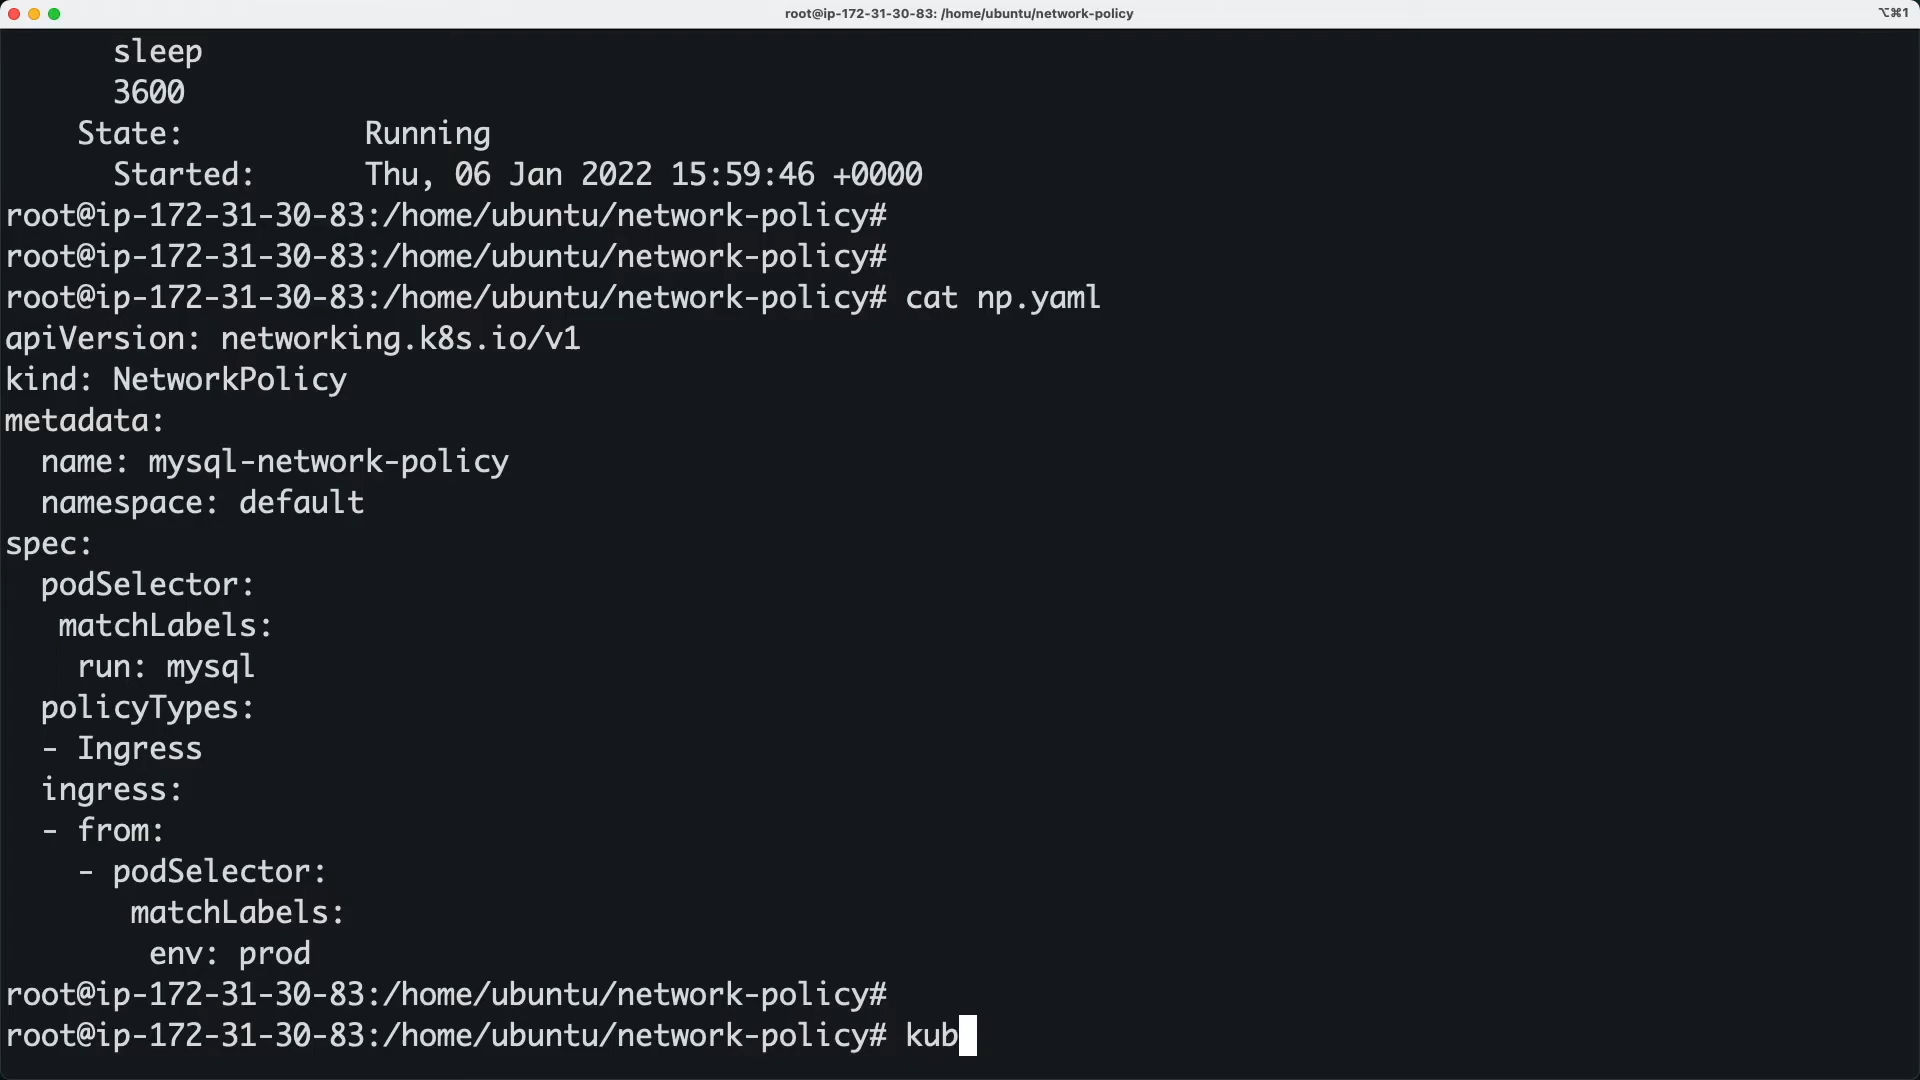 root@ip-172-31-30-83: /home/ubuntu/network-policy
⌥⌘1
      sleep
      3600
    State:          Running
      Started:      Thu, 06 Jan 2022 15:59:46 +0000
root@ip-172-31-30-83:/home/ubuntu/network-policy#
root@ip-172-31-30-83:/home/ubuntu/network-policy#
root@ip-172-31-30-83:/home/ubuntu/network-policy# cat np.yaml
apiVersion: networking.k8s.io/v1
kind: NetworkPolicy
metadata:
  name: mysql-network-policy
  namespace: default
spec:
  podSelector:
   matchLabels:
    run: mysql
  policyTypes:
  - Ingress
  ingress:
  - from:
    - podSelector:
       matchLabels:
        env: prod
root@ip-172-31-30-83:/home/ubuntu/network-policy#
root@ip-172-31-30-83:/home/ubuntu/network-policy# kub